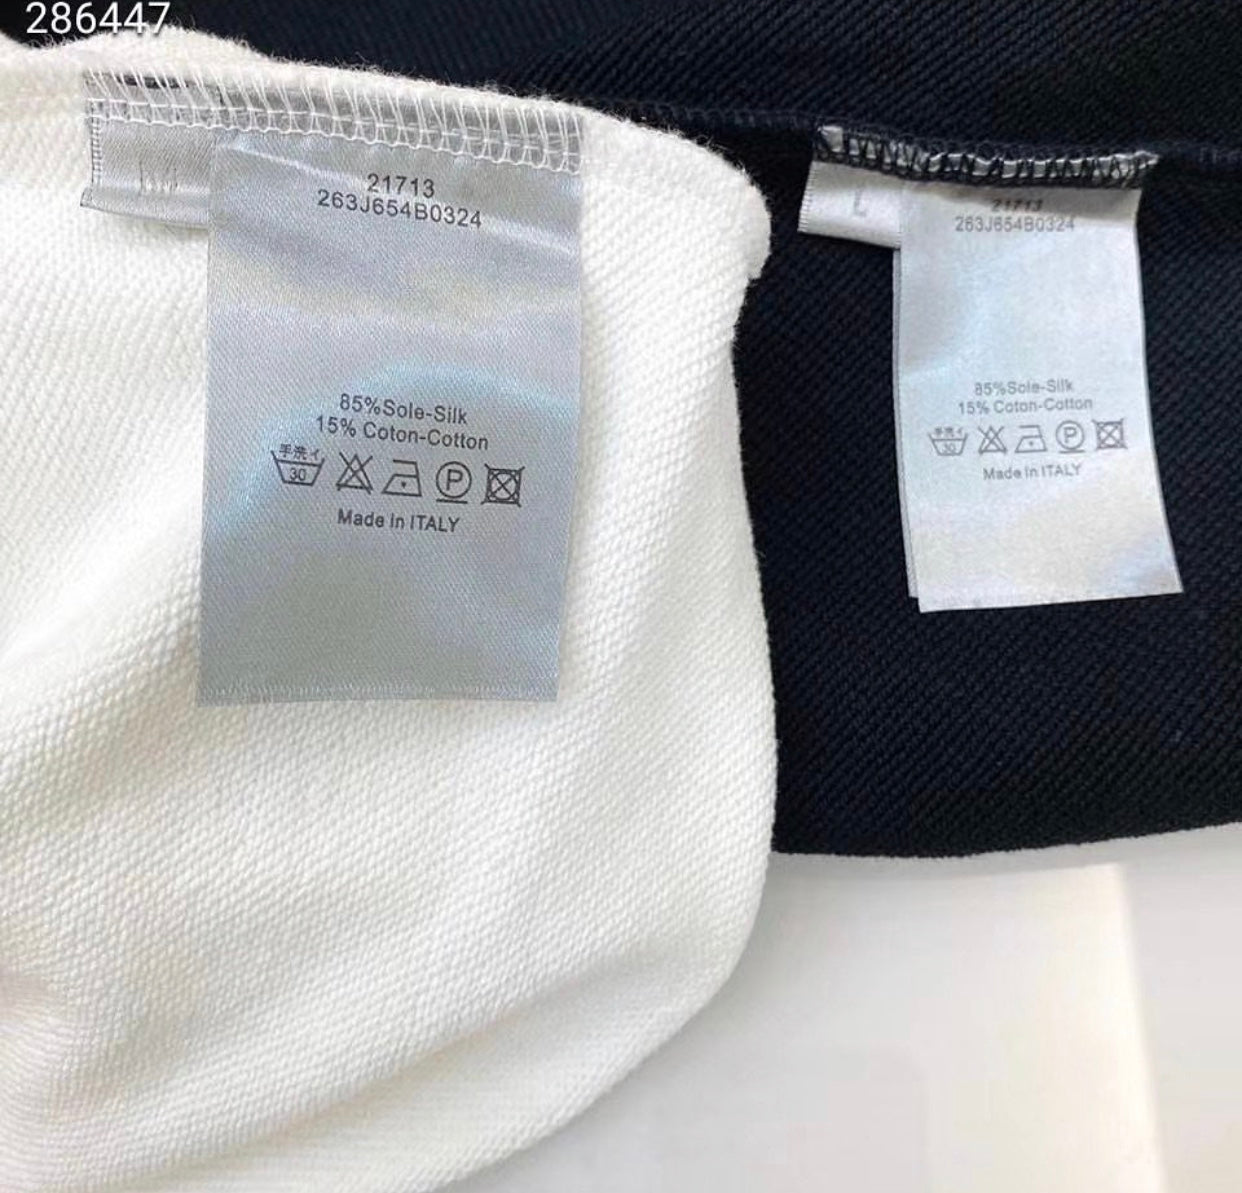 286447
21713
263J654B0324
85%Sole-Silk
15% Coton-Cotton
手洗イ
30
P
Made in ITALY
L
21713
263J654B0324
85%Sole-Silk
15% Coton-Cotton
手洗イ
30
P
Made in ITALY